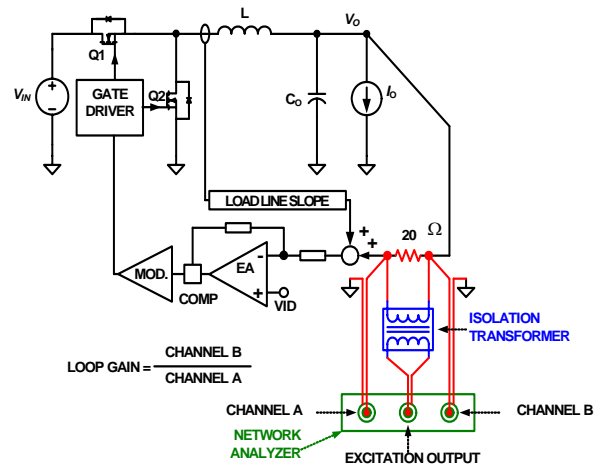 L
V_O
Q1
V_IN
+
−
GATE
DRIVER
Q2
C_O
I_O
LOAD LINE SLOPE
+
+
20
Ω
MOD.
COMP
EA
-
+
VID
ISOLATION
TRANSFORMER
LOOP GAIN = CHANNEL B
CHANNEL A
CHANNEL A
CHANNEL B
NETWORK
ANALYZER
EXCITATION OUTPUT